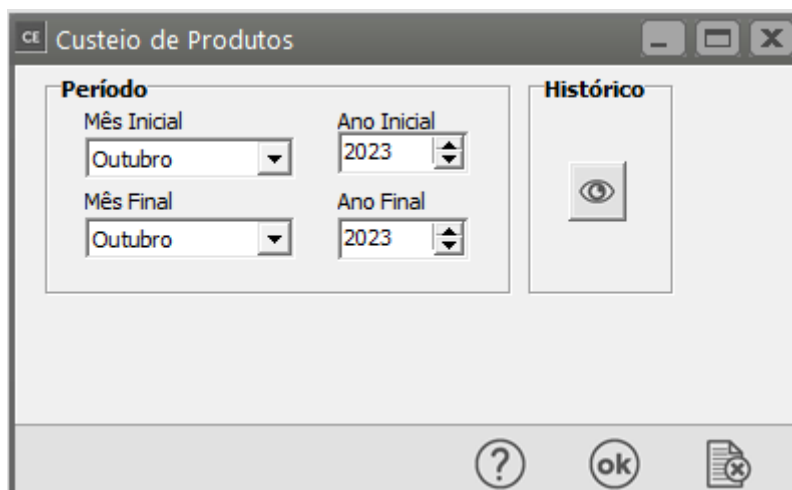 CE Custeio de Produtos
Período
Histórico
Mês Inicial
Ano Inicial
Outubro
2023
Mês Final
Ano Final
Outubro
2023
?
ok